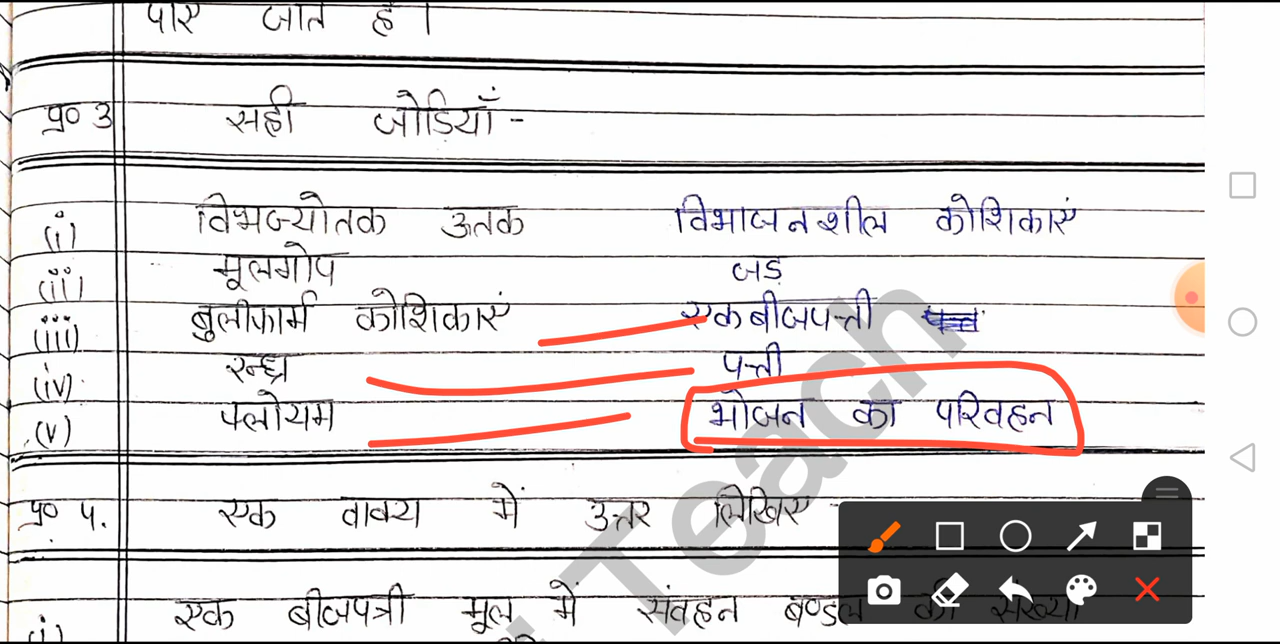 पाए जाते हैं।
प्र० 3 सही जोड़ियाँ -
(i) विभज्योतक ऊतक विभाजनशील कोशिकाएं
(ii) मूलगोप जड़
(iii) बुलीफार्म कोशिकाएं एकबीजपत्ती
(iv) रन्ध्र पत्ती
(v) फ्लोयम भोजन का परिवहन
प्र० 4. एक वाक्य में उत्तर लिखिए
(i) एक बीजपत्री मूल में संवहन बण्डल की संख्या
Teach